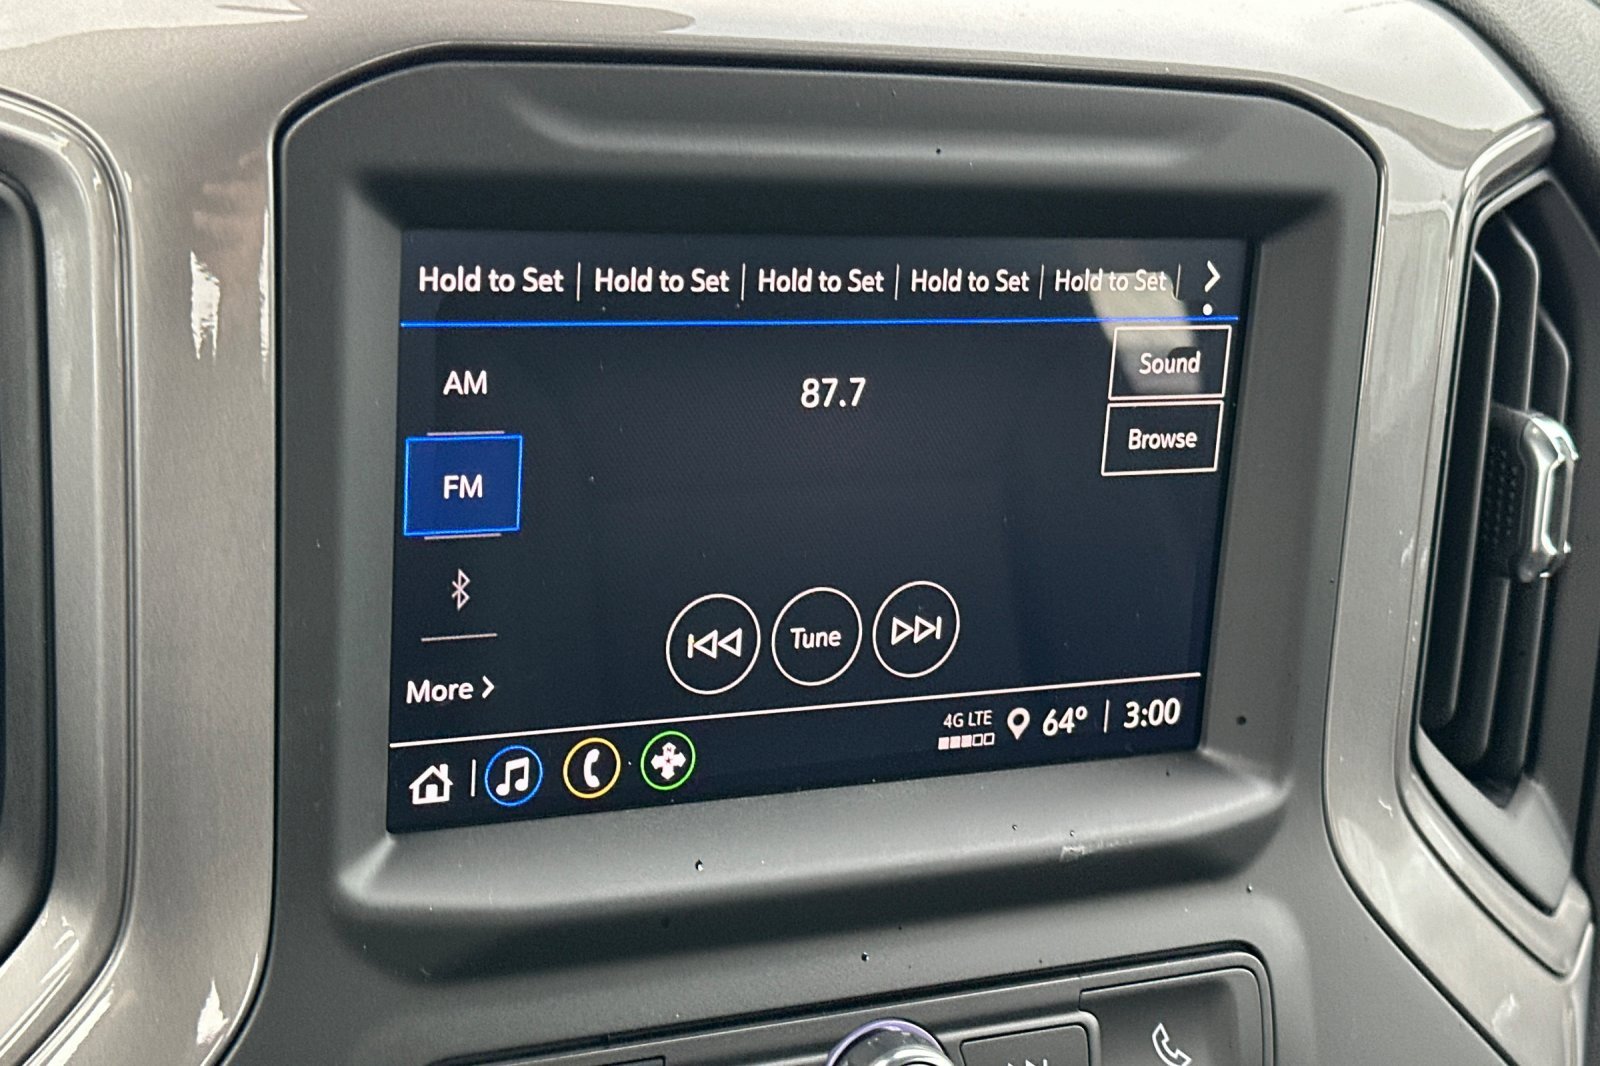 Hold to Set | Hold to Set | Hold to Set | Hold to Set | Hold to Set |
Sound
AM
87.7
Browse
FM
Tune
More
4G LTE
64° | 3:00
N